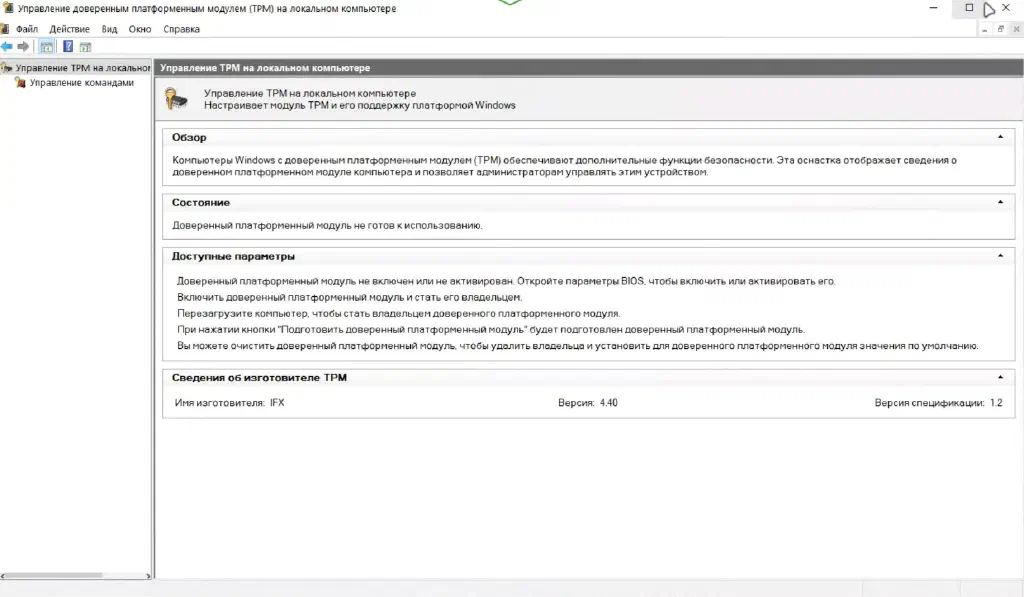 Управление доверенным платформенным модулем (TPM) на локальном компьютере
Файл Действие Вид Окно Справка
Управление TPM на локальном
Управление командами
Управление TPM на локальном компьютере
Управление TPM на локальном компьютере
Настраивает модуль TPM и его поддержку платформой Windows
Обзор
Компьютеры Windows с доверенным платформенным модулем (TPM) обеспечивают дополнительные функции безопасности. Эта оснастка отображает сведения о
доверенном платформенном модуле компьютера и позволяет администраторам управлять этим устройством.
Состояние
Доверенный платформенный модуль не готов к использованию.
Доступные параметры
Доверенный платформенный модуль не включен или не активирован. Откройте параметры BIOS, чтобы включить или активировать его.
Включить доверенный платформенный модуль и стать его владельцем.
Перезагрузите компьютер, чтобы стать владельцем доверенного платформенного модуля.
При нажатии кнопки "Подготовить доверенный платформенный модуль" будет подготовлен доверенный платформенный модуль.
Вы можете очистить доверенный платформенный модуль, чтобы удалить владельца и установить для доверенного платформенного модуля значения по умолчанию.
Сведения об изготовителе TPM
Имя изготовителя: IFX Версия: 4.40 Версия спецификации: 1.2